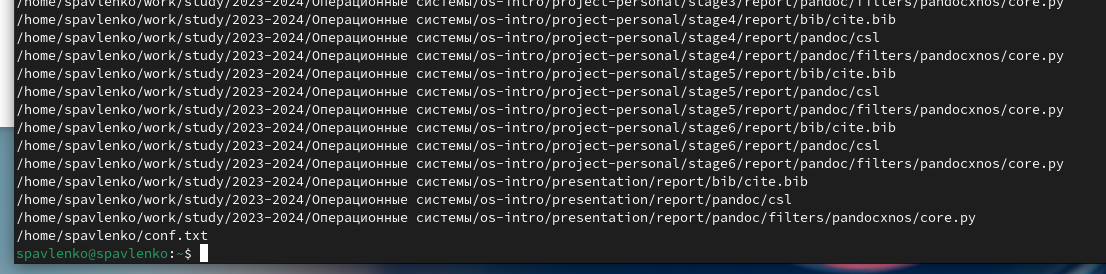 /home/spavlenko/work/study/2023-2024/Операционные системы/os-intro/project-personal/stage3/report/pandoc/filters/pandocxnos/core.py
/home/spavlenko/work/study/2023-2024/Операционные системы/os-intro/project-personal/stage4/report/bib/cite.bib
/home/spavlenko/work/study/2023-2024/Операционные системы/os-intro/project-personal/stage4/report/pandoc/csl
/home/spavlenko/work/study/2023-2024/Операционные системы/os-intro/project-personal/stage4/report/pandoc/filters/pandocxnos/core.py
/home/spavlenko/work/study/2023-2024/Операционные системы/os-intro/project-personal/stage5/report/bib/cite.bib
/home/spavlenko/work/study/2023-2024/Операционные системы/os-intro/project-personal/stage5/report/pandoc/csl
/home/spavlenko/work/study/2023-2024/Операционные системы/os-intro/project-personal/stage5/report/pandoc/filters/pandocxnos/core.py
/home/spavlenko/work/study/2023-2024/Операционные системы/os-intro/project-personal/stage6/report/bib/cite.bib
/home/spavlenko/work/study/2023-2024/Операционные системы/os-intro/project-personal/stage6/report/pandoc/csl
/home/spavlenko/work/study/2023-2024/Операционные системы/os-intro/project-personal/stage6/report/pandoc/filters/pandocxnos/core.py
/home/spavlenko/work/study/2023-2024/Операционные системы/os-intro/presentation/report/bib/cite.bib
/home/spavlenko/work/study/2023-2024/Операционные системы/os-intro/presentation/report/pandoc/csl
/home/spavlenko/work/study/2023-2024/Операционные системы/os-intro/presentation/report/pandoc/filters/pandocxnos/core.py
/home/spavlenko/conf.txt
spavlenko@spavlenko:~$